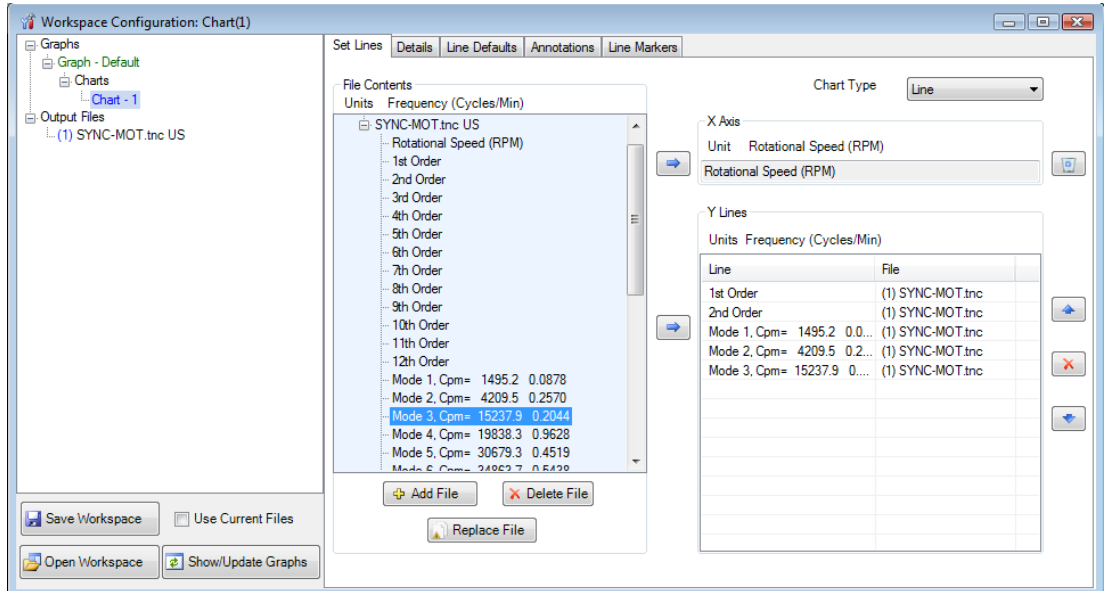 Workspace Configuration: Chart(1)
Graphs
Graph - Default
Charts
Chart - 1
Output Files
(1) SYNC-MOT.tnc US
Save Workspace
Use Current Files
Open Workspace
Show/Update Graphs
Set Lines Details Line Defaults Annotations Line Markers
File Contents
Units Frequency (Cycles/Min)
SYNC-MOT.tnc US
Rotational Speed (RPM)
1st Order
2nd Order
3rd Order
4th Order
5th Order
6th Order
7th Order
8th Order
9th Order
10th Order
11th Order
12th Order
Mode 1, Cpm= 1495.2 0.0878
Mode 2, Cpm= 4209.5 0.2570
Mode 3, Cpm= 15237.9 0.2044
Mode 4, Cpm= 19838.3 0.9628
Mode 5, Cpm= 30679.3 0.4519
Mode 6, Cpm= 34863.7 0.5438
Add File
Delete File
Replace File
Chart Type Line
X Axis
Unit Rotational Speed (RPM)
Rotational Speed (RPM)
Y Lines
Units Frequency (Cycles/Min)
Line File
1st Order (1) SYNC-MOT.tnc
2nd Order (1) SYNC-MOT.tnc
Mode 1, Cpm= 1495.2 0.0... (1) SYNC-MOT.tnc
Mode 2, Cpm= 4209.5 0.2... (1) SYNC-MOT.tnc
Mode 3, Cpm= 15237.9 0.... (1) SYNC-MOT.tnc